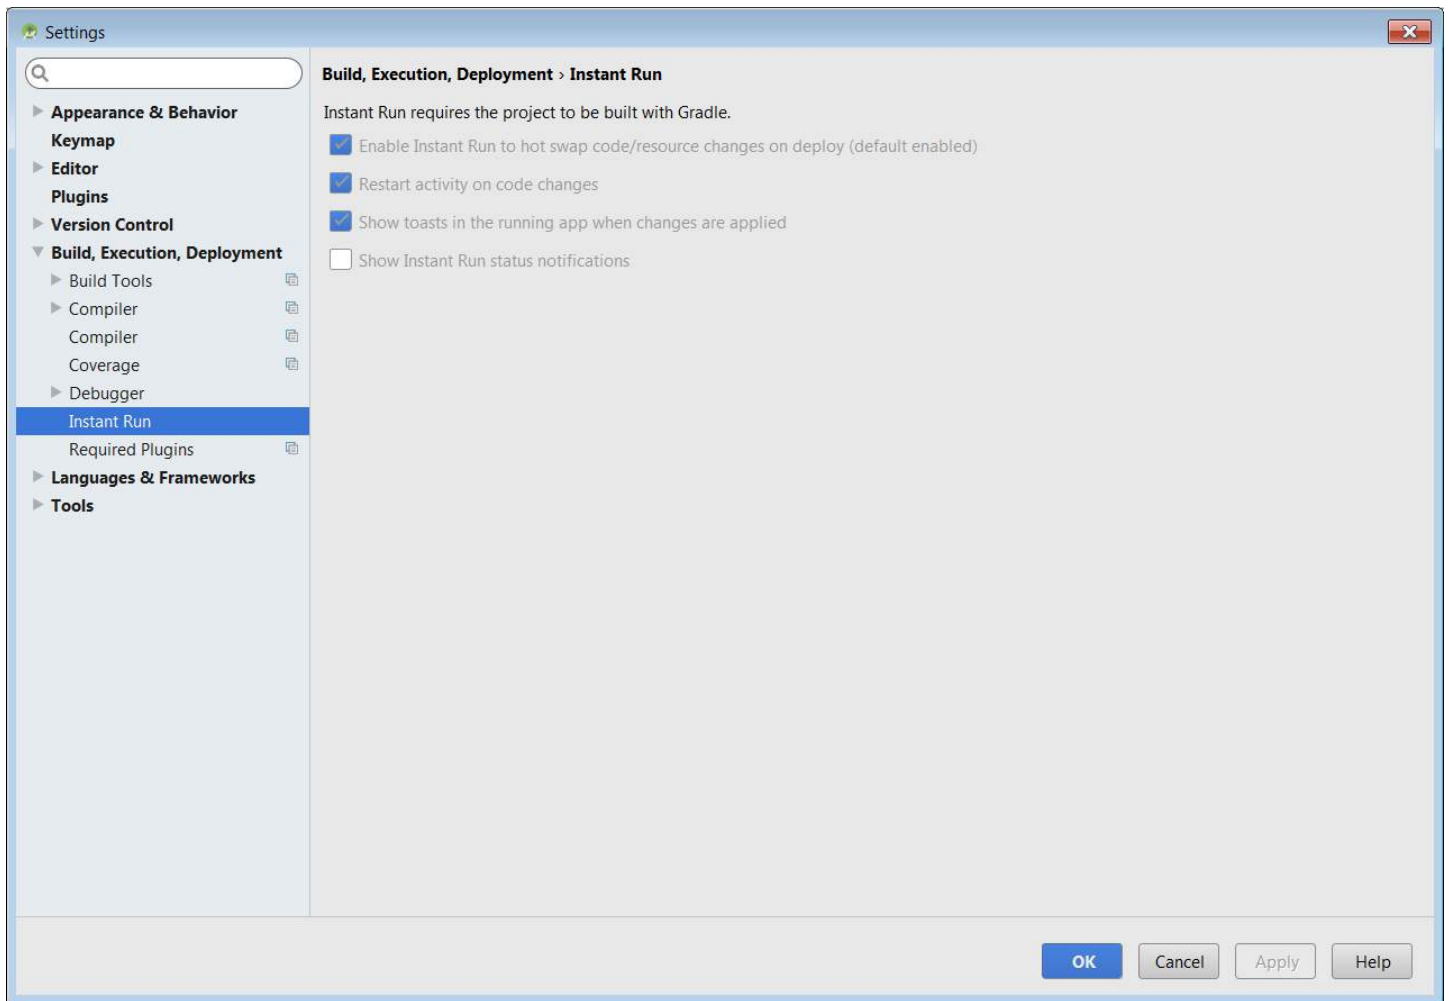 Settings
Appearance & Behavior
Keymap
Editor
Plugins
Version Control
Build, Execution, Deployment
Build Tools
Compiler
Compiler
Coverage
Debugger
Instant Run
Required Plugins
Languages & Frameworks
Tools
Build, Execution, Deployment › Instant Run
Instant Run requires the project to be built with Gradle.
Enable Instant Run to hot swap code/resource changes on deploy (default enabled)
Restart activity on code changes
Show toasts in the running app when changes are applied
Show Instant Run status notifications
OK Cancel Apply Help